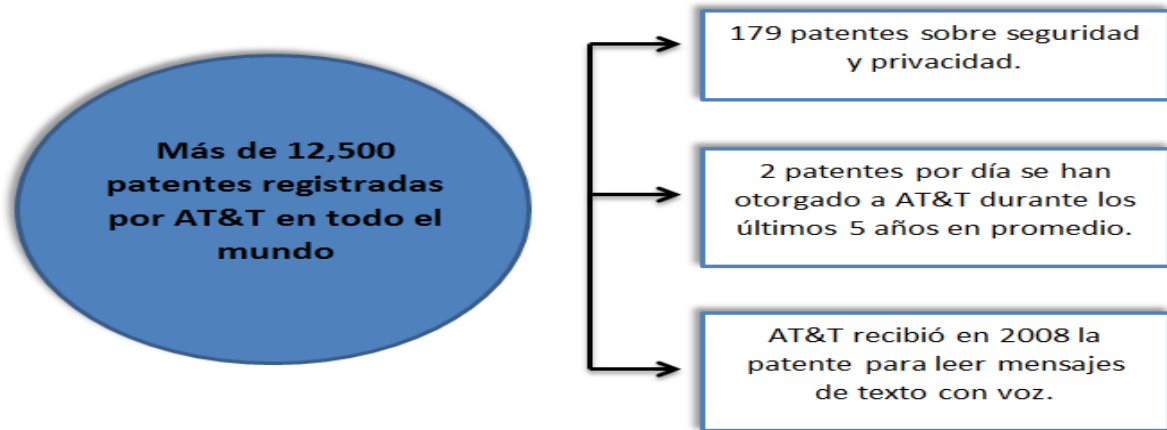 Más de 12,500
patentes registradas
por AT&T en todo el
mundo
179 patentes sobre seguridad
y privacidad.
2 patentes por día se han
otorgado a AT&T durante los
últimos 5 años en promedio.
AT&T recibió en 2008 la
patente para leer mensajes
de texto con voz.